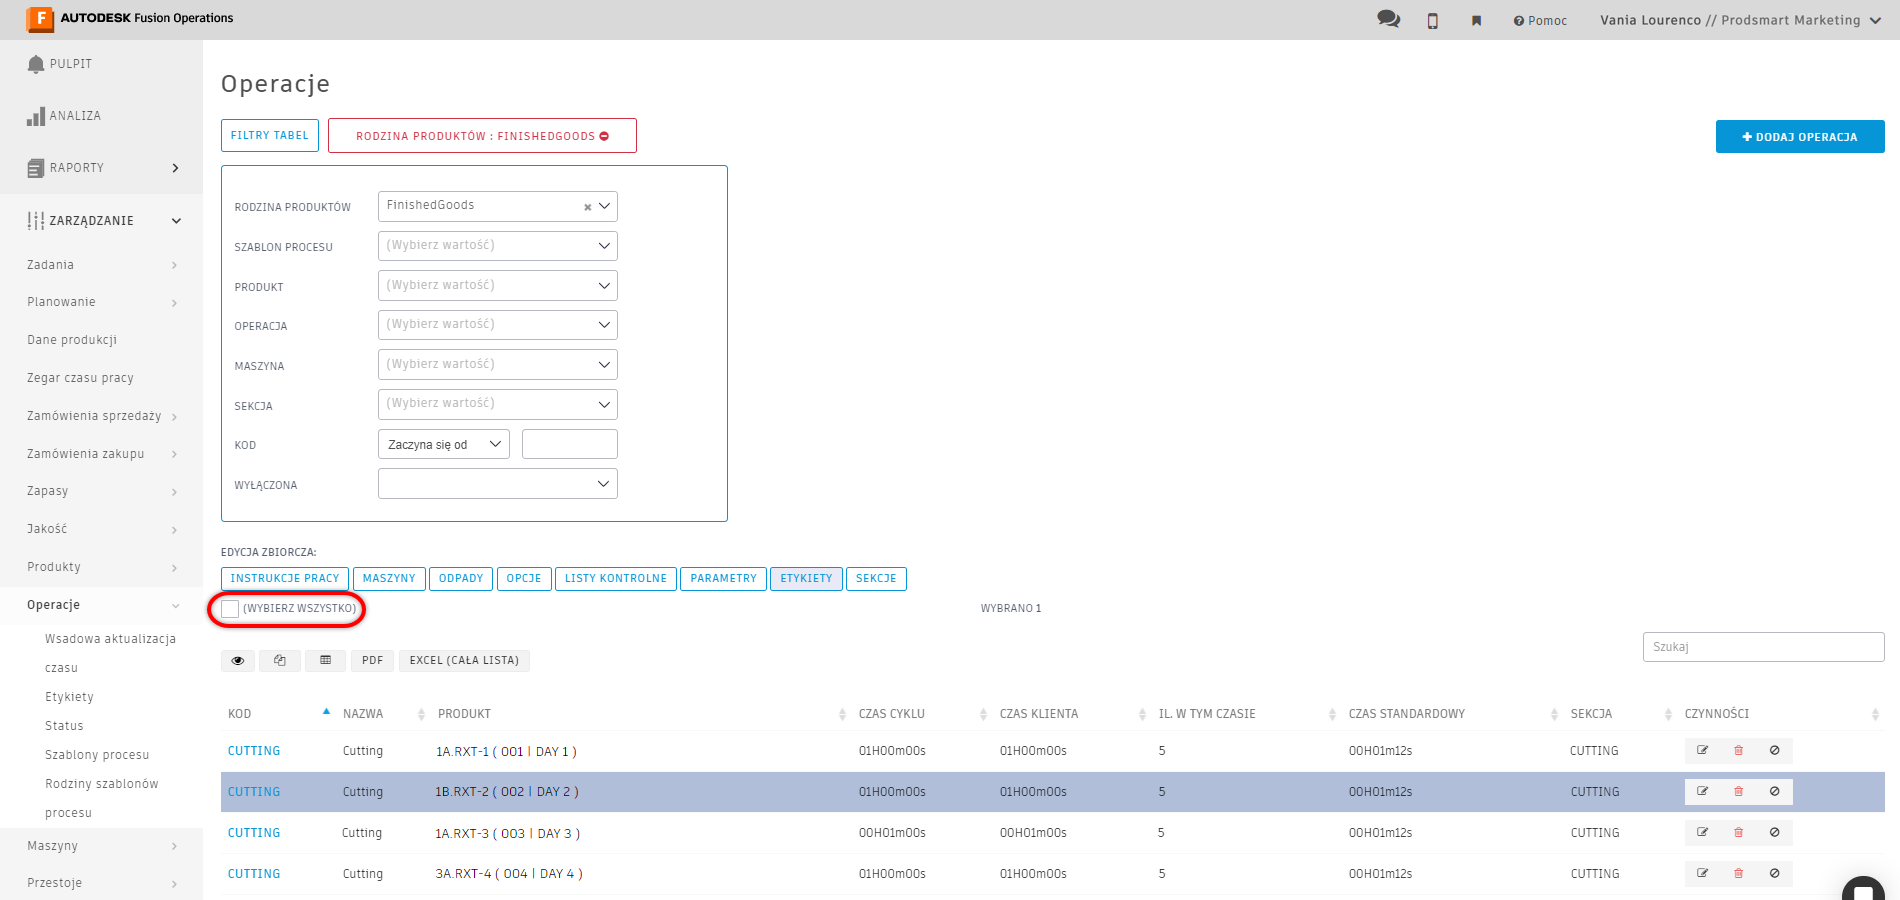 AUTODESK Fusion Operations
Pomoc
Vania Lourenco // Prodsmart Marketing
PULPIT
ANALIZA
RAPORTY
ZARZĄDZANIE
Zadania
Planowanie
Dane produkcji
Zegar czasu pracy
Zamówienia sprzedaży
Zamówienia zakupu
Zapasy
Jakość
Produkty
Operacje
Wsadowa aktualizacja
czasu
Etykiety
Status
Szablony procesu
Rodziny szablonów
procesu
Maszyny
Przestoje
Operacje
FILTRY TABEL
RODZINA PRODUKTÓW : FINISHEDGOODS
DODAJ OPERACJA
RODZINA PRODUKTÓW FinishedGoods
SZABLON PROCESU (Wybierz wartość)
PRODUKT (Wybierz wartość)
OPERACJA (Wybierz wartość)
MASZYNA (Wybierz wartość)
SEKCJA (Wybierz wartość)
KOD Zaczyna się od
WYŁĄCZONA
EDYCJA ZBIORCZA:
INSTRUKCJE PRACY MASZYNY ODPADY OPCJE LISTY KONTROLNE PARAMETRY ETYKIETY SEKCJE
(WYBIERZ WSZYSTKO) WYBRANO 1
Szukaj
PDF EXCEL (CAŁA LISTA)
KOD NAZWA PRODUKT CZAS CYKLU CZAS KLIENTA IL. W TYM CZASIE CZAS STANDARDOWY SEKCJA CZYNNOŚCI
CUTTING Cutting 1A.RXT-1 ( 001 | DAY 1 ) 01H00m00s 01H00m00s 5 00H01m12s CUTTING
CUTTING Cutting 1B.RXT-2 ( 002 | DAY 2 ) 01H00m00s 01H00m00s 5 00H01m12s CUTTING
CUTTING Cutting 1A.RXT-3 ( 003 | DAY 3 ) 00H01m00s 00H01m00s 5 00H01m12s CUTTING
CUTTING Cutting 3A.RXT-4 ( 004 | DAY 4 ) 01H00m00s 01H00m00s 5 00H01m12s CUTTING